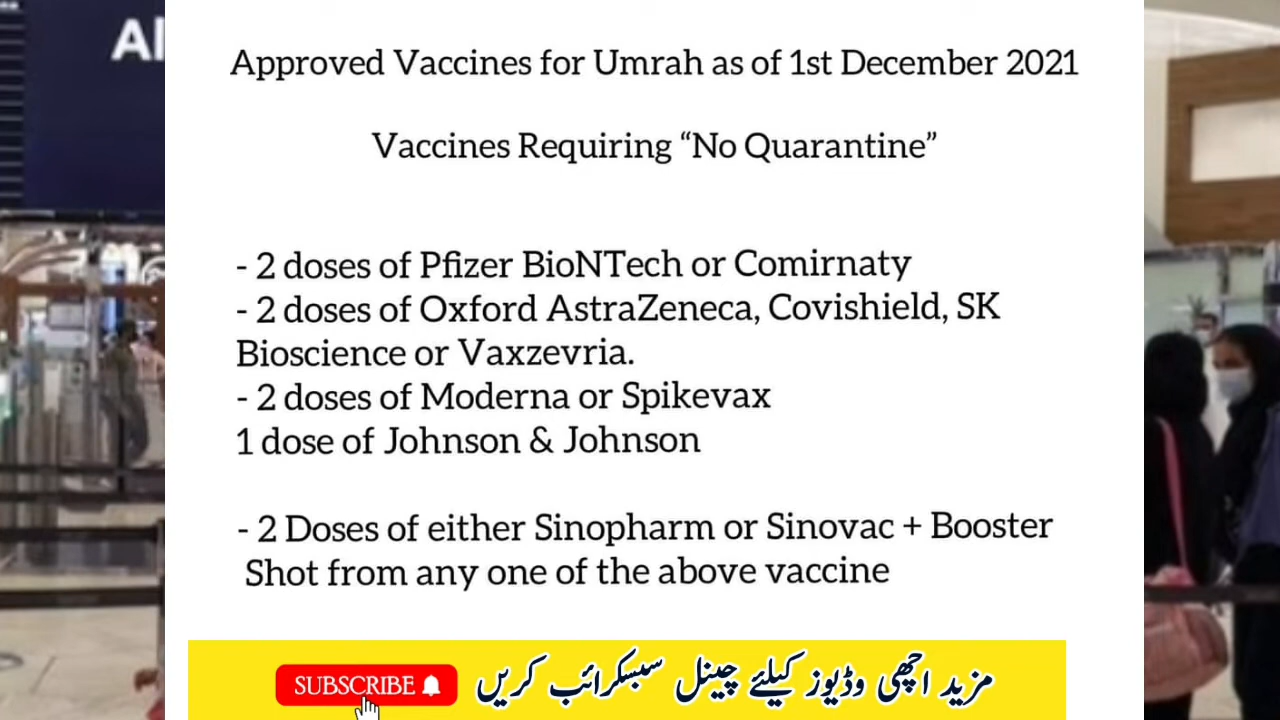 Al
Approved Vaccines for Umrah as of 1st December 2021
Vaccines Requiring “No Quarantine”
- 2 doses of Pfizer BioNTech or Comirnaty
- 2 doses of Oxford AstraZeneca, Covishield, SK
Bioscience or Vaxzevria.
- 2 doses of Moderna or Spikevax
1 dose of Johnson & Johnson
- 2 Doses of either Sinopharm or Sinovac + Booster
Shot from any one of the above vaccine
مزید اچھی وڈیوز کیلئے چینل سبسکرائب کریں
SUBSCRIBE